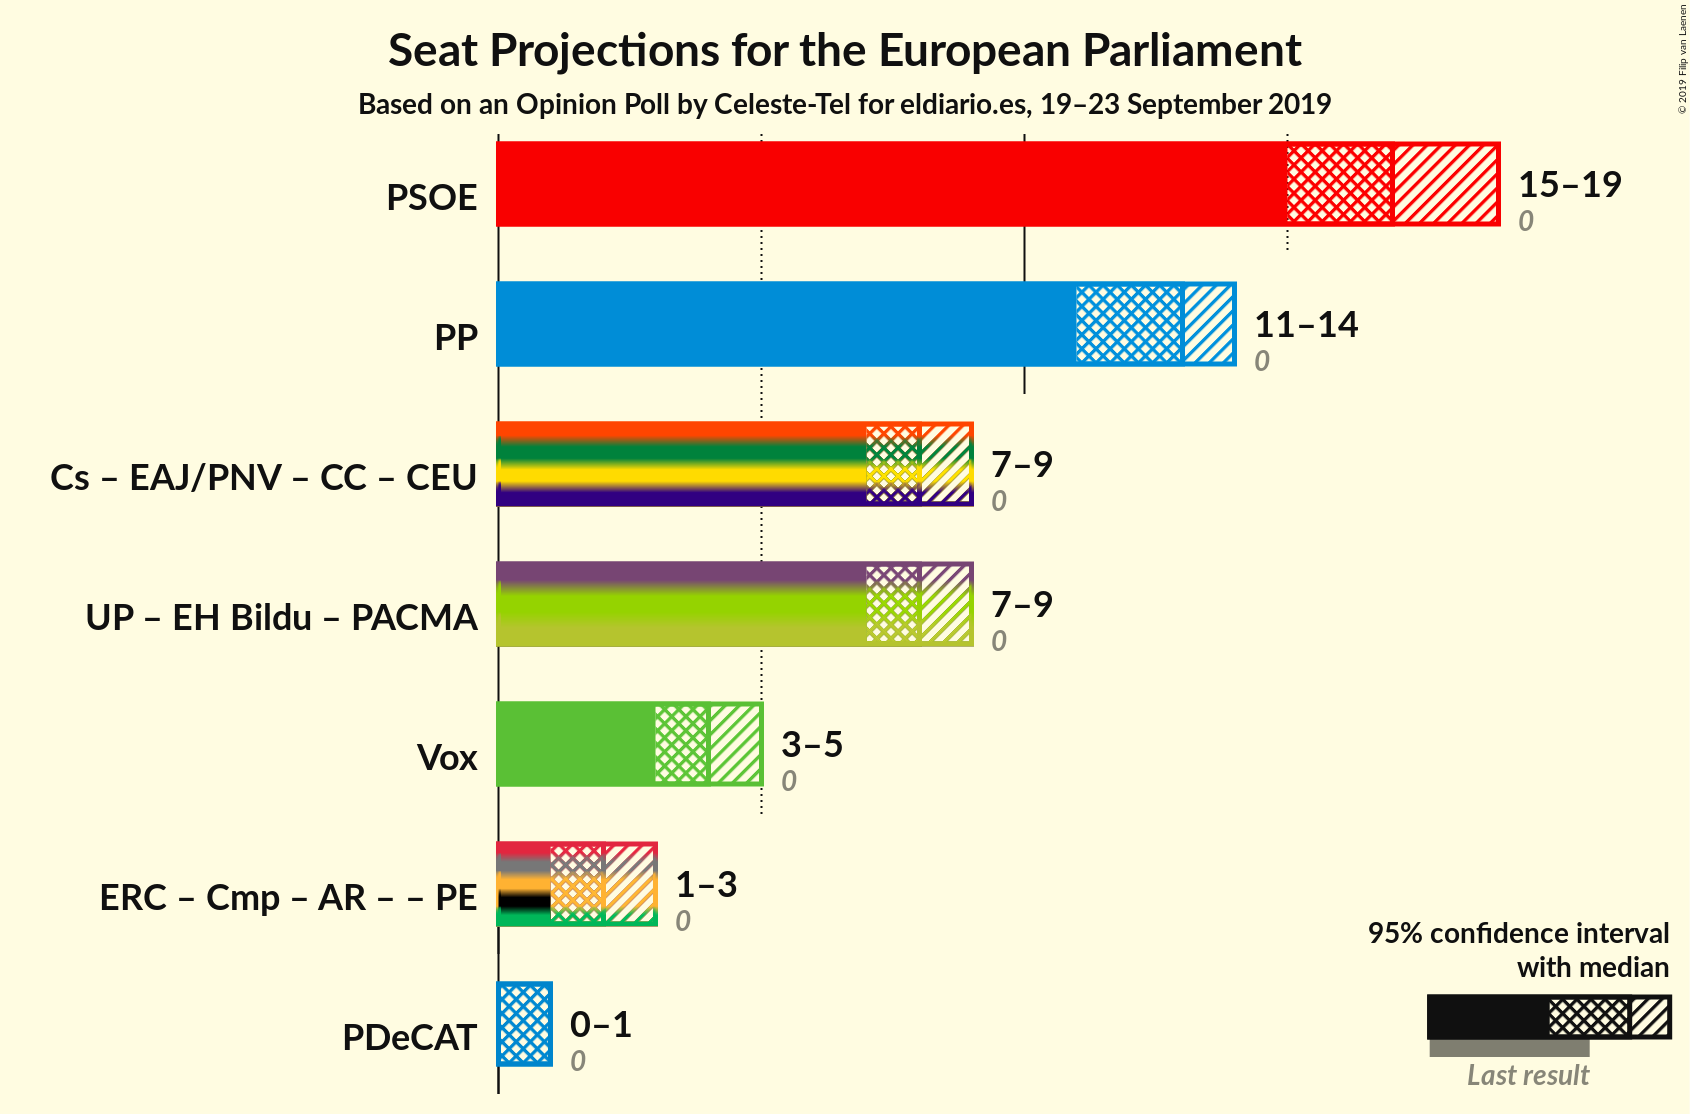 Seat Projections for the European Parliament
Based on an Opinion Poll by Celeste-Tel for eldiario.es, 19–23 September 2019
© 2019 Filip van Laenen
PSOE
15–19
0
PP
11–14
0
Cs – EAJ/PNV – CC – CEU
7–9
0
UP – EH Bildu – PACMA
7–9
0
Vox
3–5
0
ERC – Cmp – AR – – PE
1–3
0
PDeCAT
0–1
0
95% confidence interval
with median
Last result